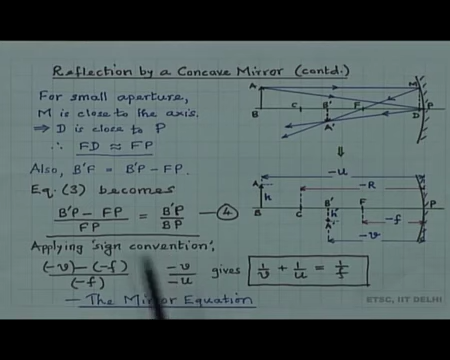 Reflection by a Concave Mirror (contd.)
For small aperture,
M is close to the axis.
⇒ D is close to P
∴ FD ≈ FP
Also, B'F = B'P - FP.
Eq. (3) becomes
(B'P - FP)/FP = B'P/BP — (4)
Applying 'sign convention',
((-v) - (-f))/(-f) = -v/-u gives 1/v + 1/u = 1/f
— The Mirror Equation
A M
B C B' F D P
A'
⇓
-u
-R
A h B' P
B C h' F
A' -f
-v
ETSC, IIT DELHI